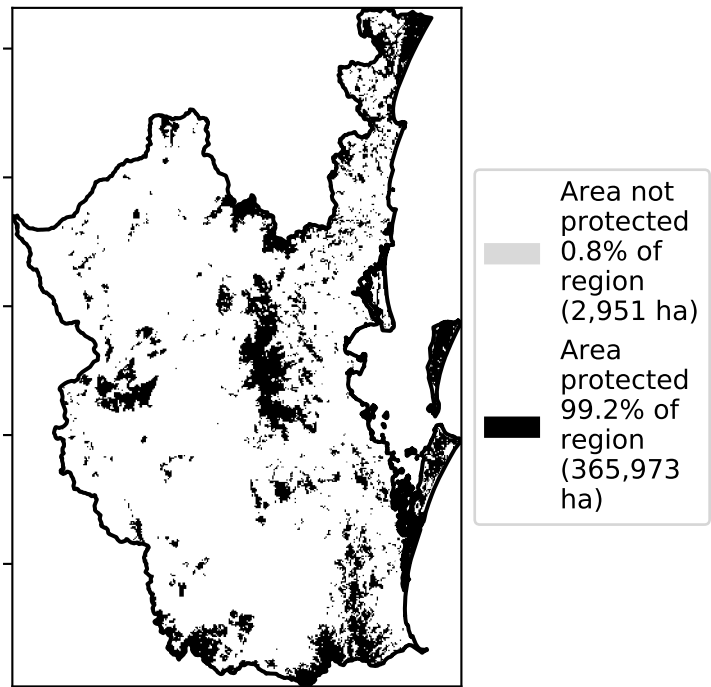 Area not
protected
0.8% of
region
(2,951 ha)
Area
protected
99.2% of
region
(365,973
ha)